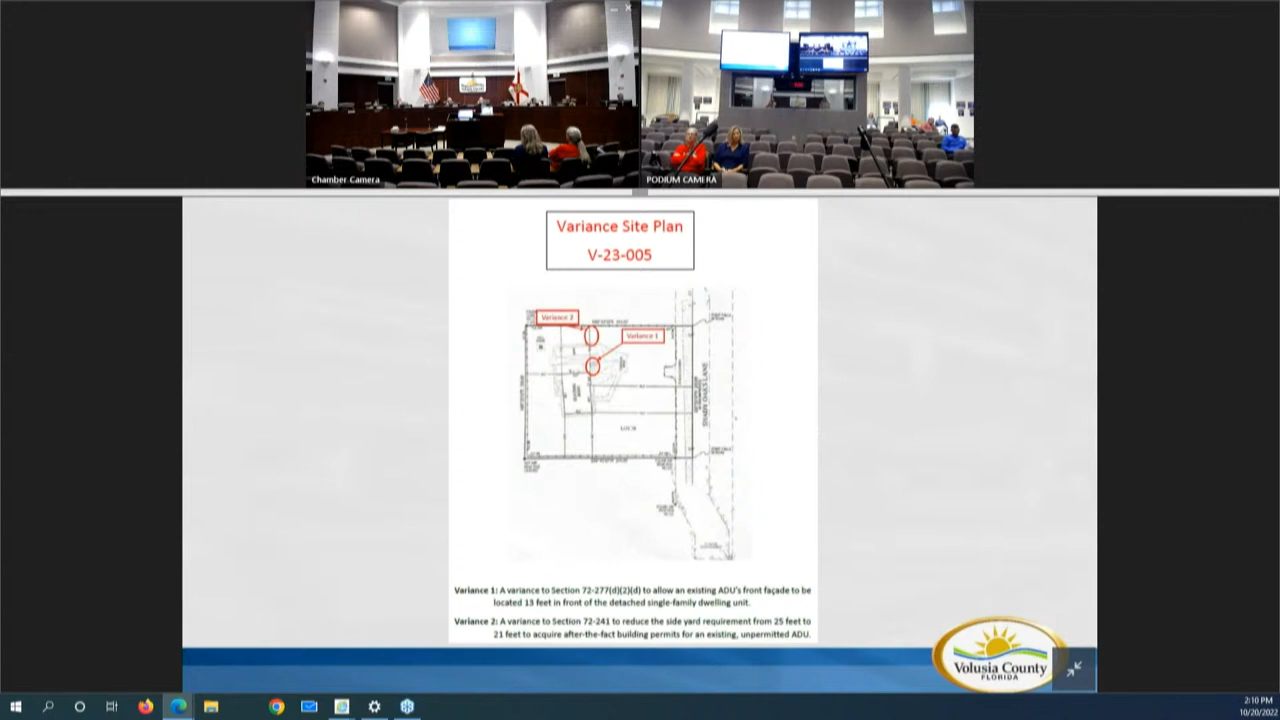 Chamber Camera
PODIUM CAMERA
Variance Site Plan
V-23-005
Variance 2
Variance 1
SHADY OAKS LANE
Variance 1: A variance to Section 72-277(d)(2)(d) to allow an existing ADU's front façade to be
located 13 feet in front of the detached single-family dwelling unit.
Variance 2: A variance to Section 72-241 to reduce the side yard requirement from 25 feet to
21 feet to acquire after-the-fact building permits for an existing, unpermitted ADU.
Volusia County
FLORIDA
2:10 PM
10/20/2022